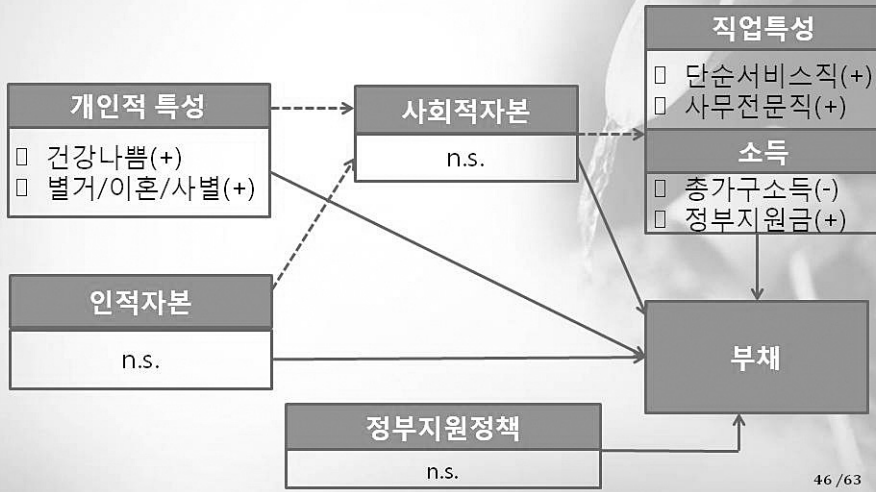 직업특성
▯ 단순서비스직(+)
▯ 사무전문직(+)
개인적 특성
▯ 건강나쁨(+)
▯ 별거/이혼/사별(+)
사회적자본
n.s.
소득
▯ 총가구소득(-)
▯ 정부지원금(+)
인적자본
n.s.
부채
정부지원정책
n.s.
46 /63